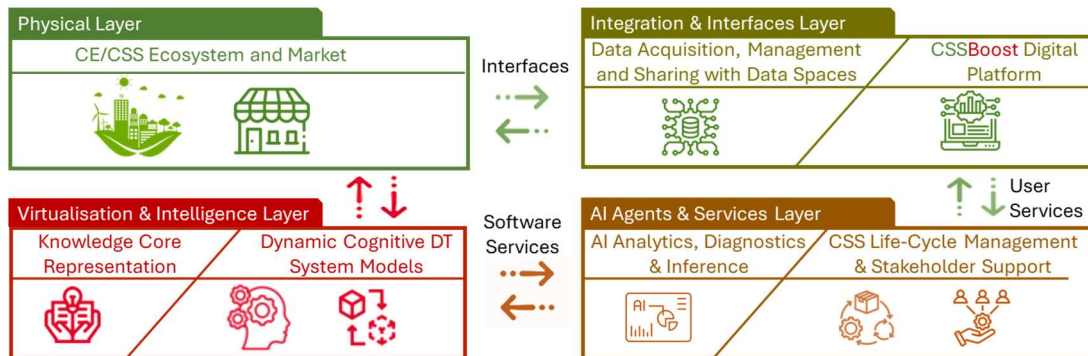 Physical Layer
CE/CSS Ecosystem and Market
Interfaces
Integration & Interfaces Layer
Data Acquisition, Management
and Sharing with Data Spaces
CSSBoost Digital
Platform
Virtualisation & Intelligence Layer
Knowledge Core
Representation
Dynamic Cognitive DT
System Models
Software
Services
User
Services
AI Agents & Services Layer
AI Analytics, Diagnostics
& Inference
AI
CSS Life-Cycle Management
& Stakeholder Support